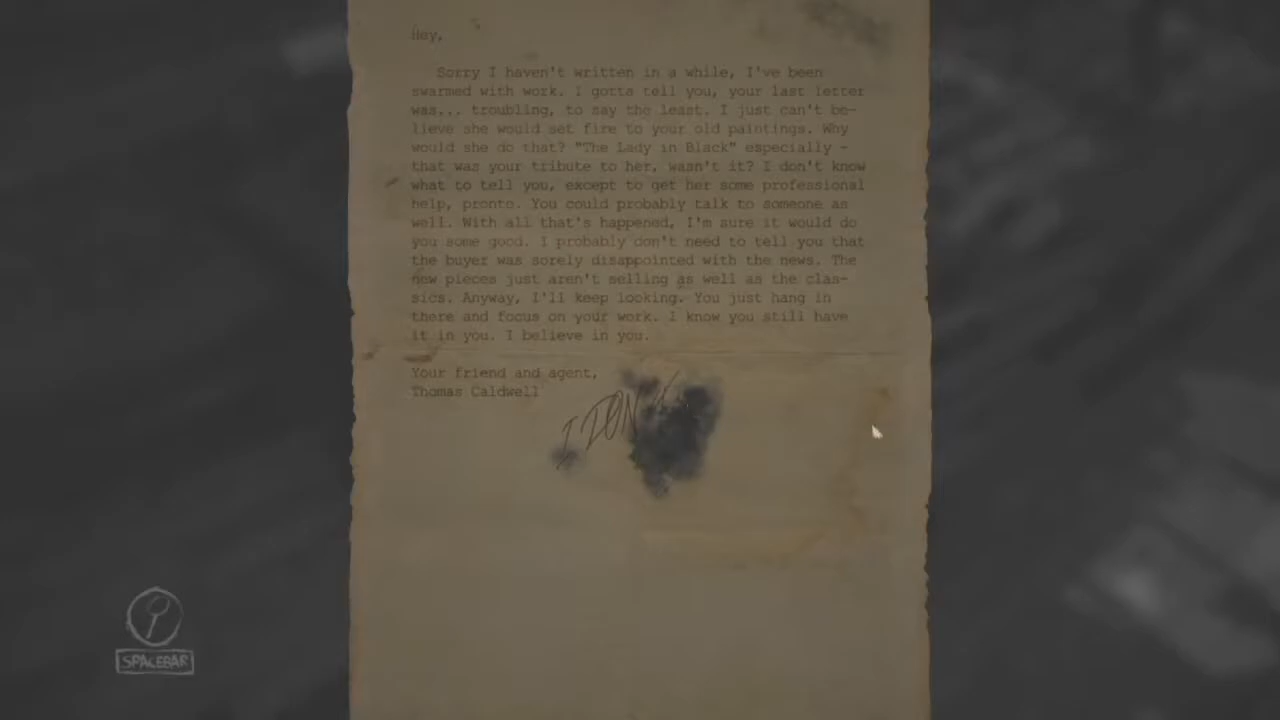 Hey,
Sorry I haven't written in a while, I've been
swarmed with work. I gotta tell you, your last letter
was... troubling, to say the least. I just can't be-
lieve she would set fire to your old paintings. Why
would she do that? "The Lady in Black" especially -
that was your tribute to her, wasn't it? I don't know
what to tell you, except to get her some professional
help, pronto. You could probably talk to someone as
well. With all that's happened, I'm sure it would do
you some good. I probably don't need to tell you that
the buyer was sorely disappointed with the news. The
new pieces just aren't selling as well as the clas-
sics. Anyway, I'll keep looking. You just hang in
there and focus on your work. I know you still have
it in you. I believe in you.
Your friend and agent,
Thomas Caldwell
I DON
SPACEBAR